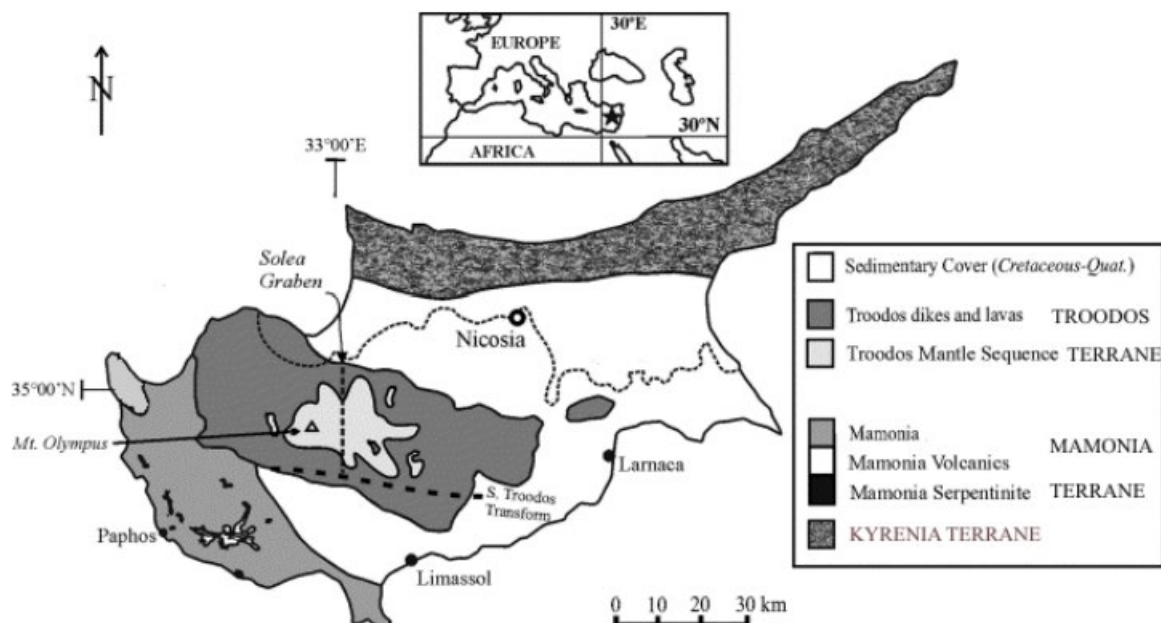 N
EUROPE
30°E
30°N
AFRICA
33°00'E
Solea
Graben
Nicosia
35°00'N
Mt. Olympus
Larnaca
S. Troodos
Transform
Paphos
Limassol
0 10 20 30 km
Sedimentary Cover (Cretaceous-Quat.)
Troodos dikes and lavas TROODOS
Troodos Mantle Sequence TERRANE
Mamonia MAMONIA
Mamonia Volcanics
Mamonia Serpentinite TERRANE
KYRENIA TERRANE